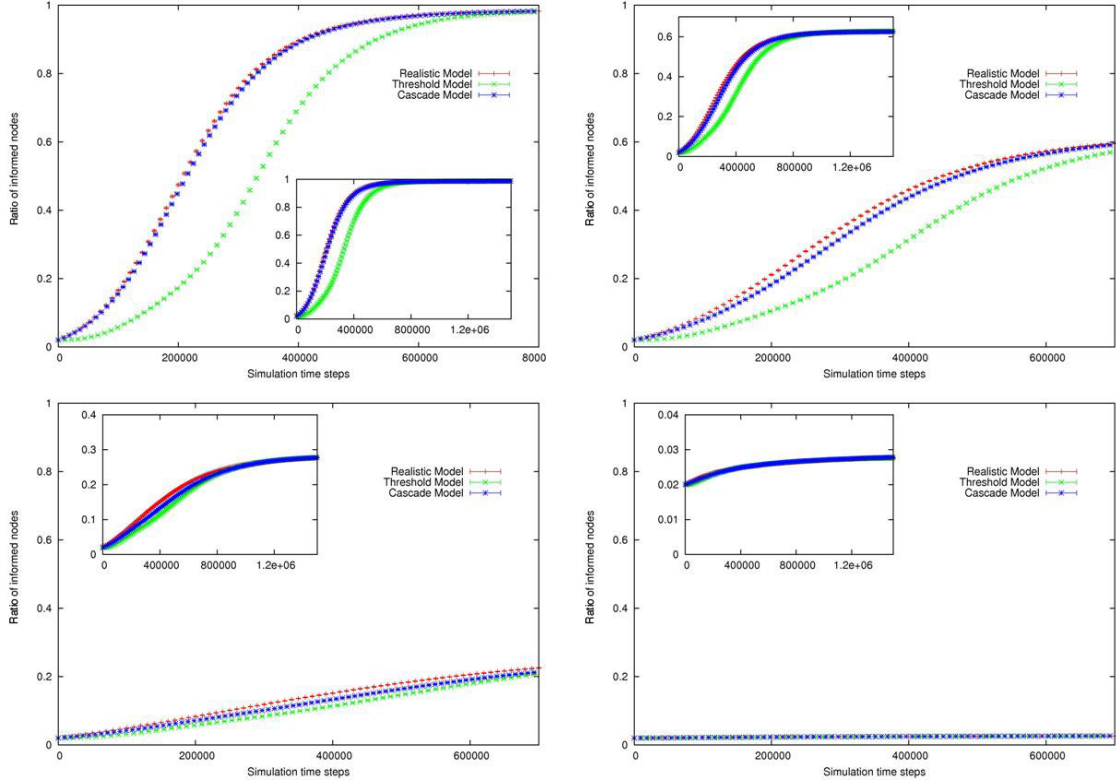 1
0.8
0.6
0.4
0.2
0
Ratio of informed nodes
Realistic Model
Threshold Model
Cascade Model
1
0.8
0.6
0.4
0.2
0
0 400000 800000 1.2e+06
0 200000 400000 600000 8000
Simulation time steps
1
0.8
0.6
0.4
0.2
0
Ratio of informed nodes
0.6
0.4
0.2
0
0 400000 800000 1.2e+06
Realistic Model
Threshold Model
Cascade Model
0 200000 400000 600000
Simulation time steps
1
0.8
0.6
0.4
0.2
0
Ratio of informed nodes
0.4
0.3
0.2
0.1
0
0 400000 800000 1.2e+06
Realistic Model
Threshold Model
Cascade Model
0 200000 400000 600000
Simulation time steps
1
0.8
0.6
0.4
0.2
0
Ratio of informed nodes
0.04
0.03
0.02
0.01
0
0 400000 800000 1.2e+06
Realistic Model
Threshold Model
Cascade Model
0 200000 400000 600000
Simulation time steps